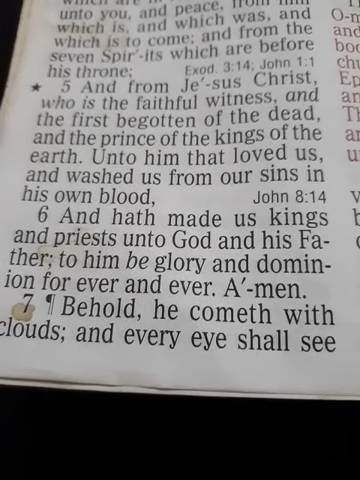 which are in
unto you, and peace, from him
which is, and which was, and
which is to come; and from the
seven Spir'-its which are before
his throne; Exod. 3:14; John 1:1
★ 5 And from Je'-sus Christ,
who is the faithful witness, and
the first begotten of the dead,
and the prince of the kings of the
earth. Unto him that loved us,
and washed us from our sins in
his own blood, John 8:14
6 And hath made us kings
and priests unto God and his Fa-
ther; to him be glory and domin-
ion for ever and ever. A'-men.
7 ¶ Behold, he cometh with
clouds; and every eye shall see